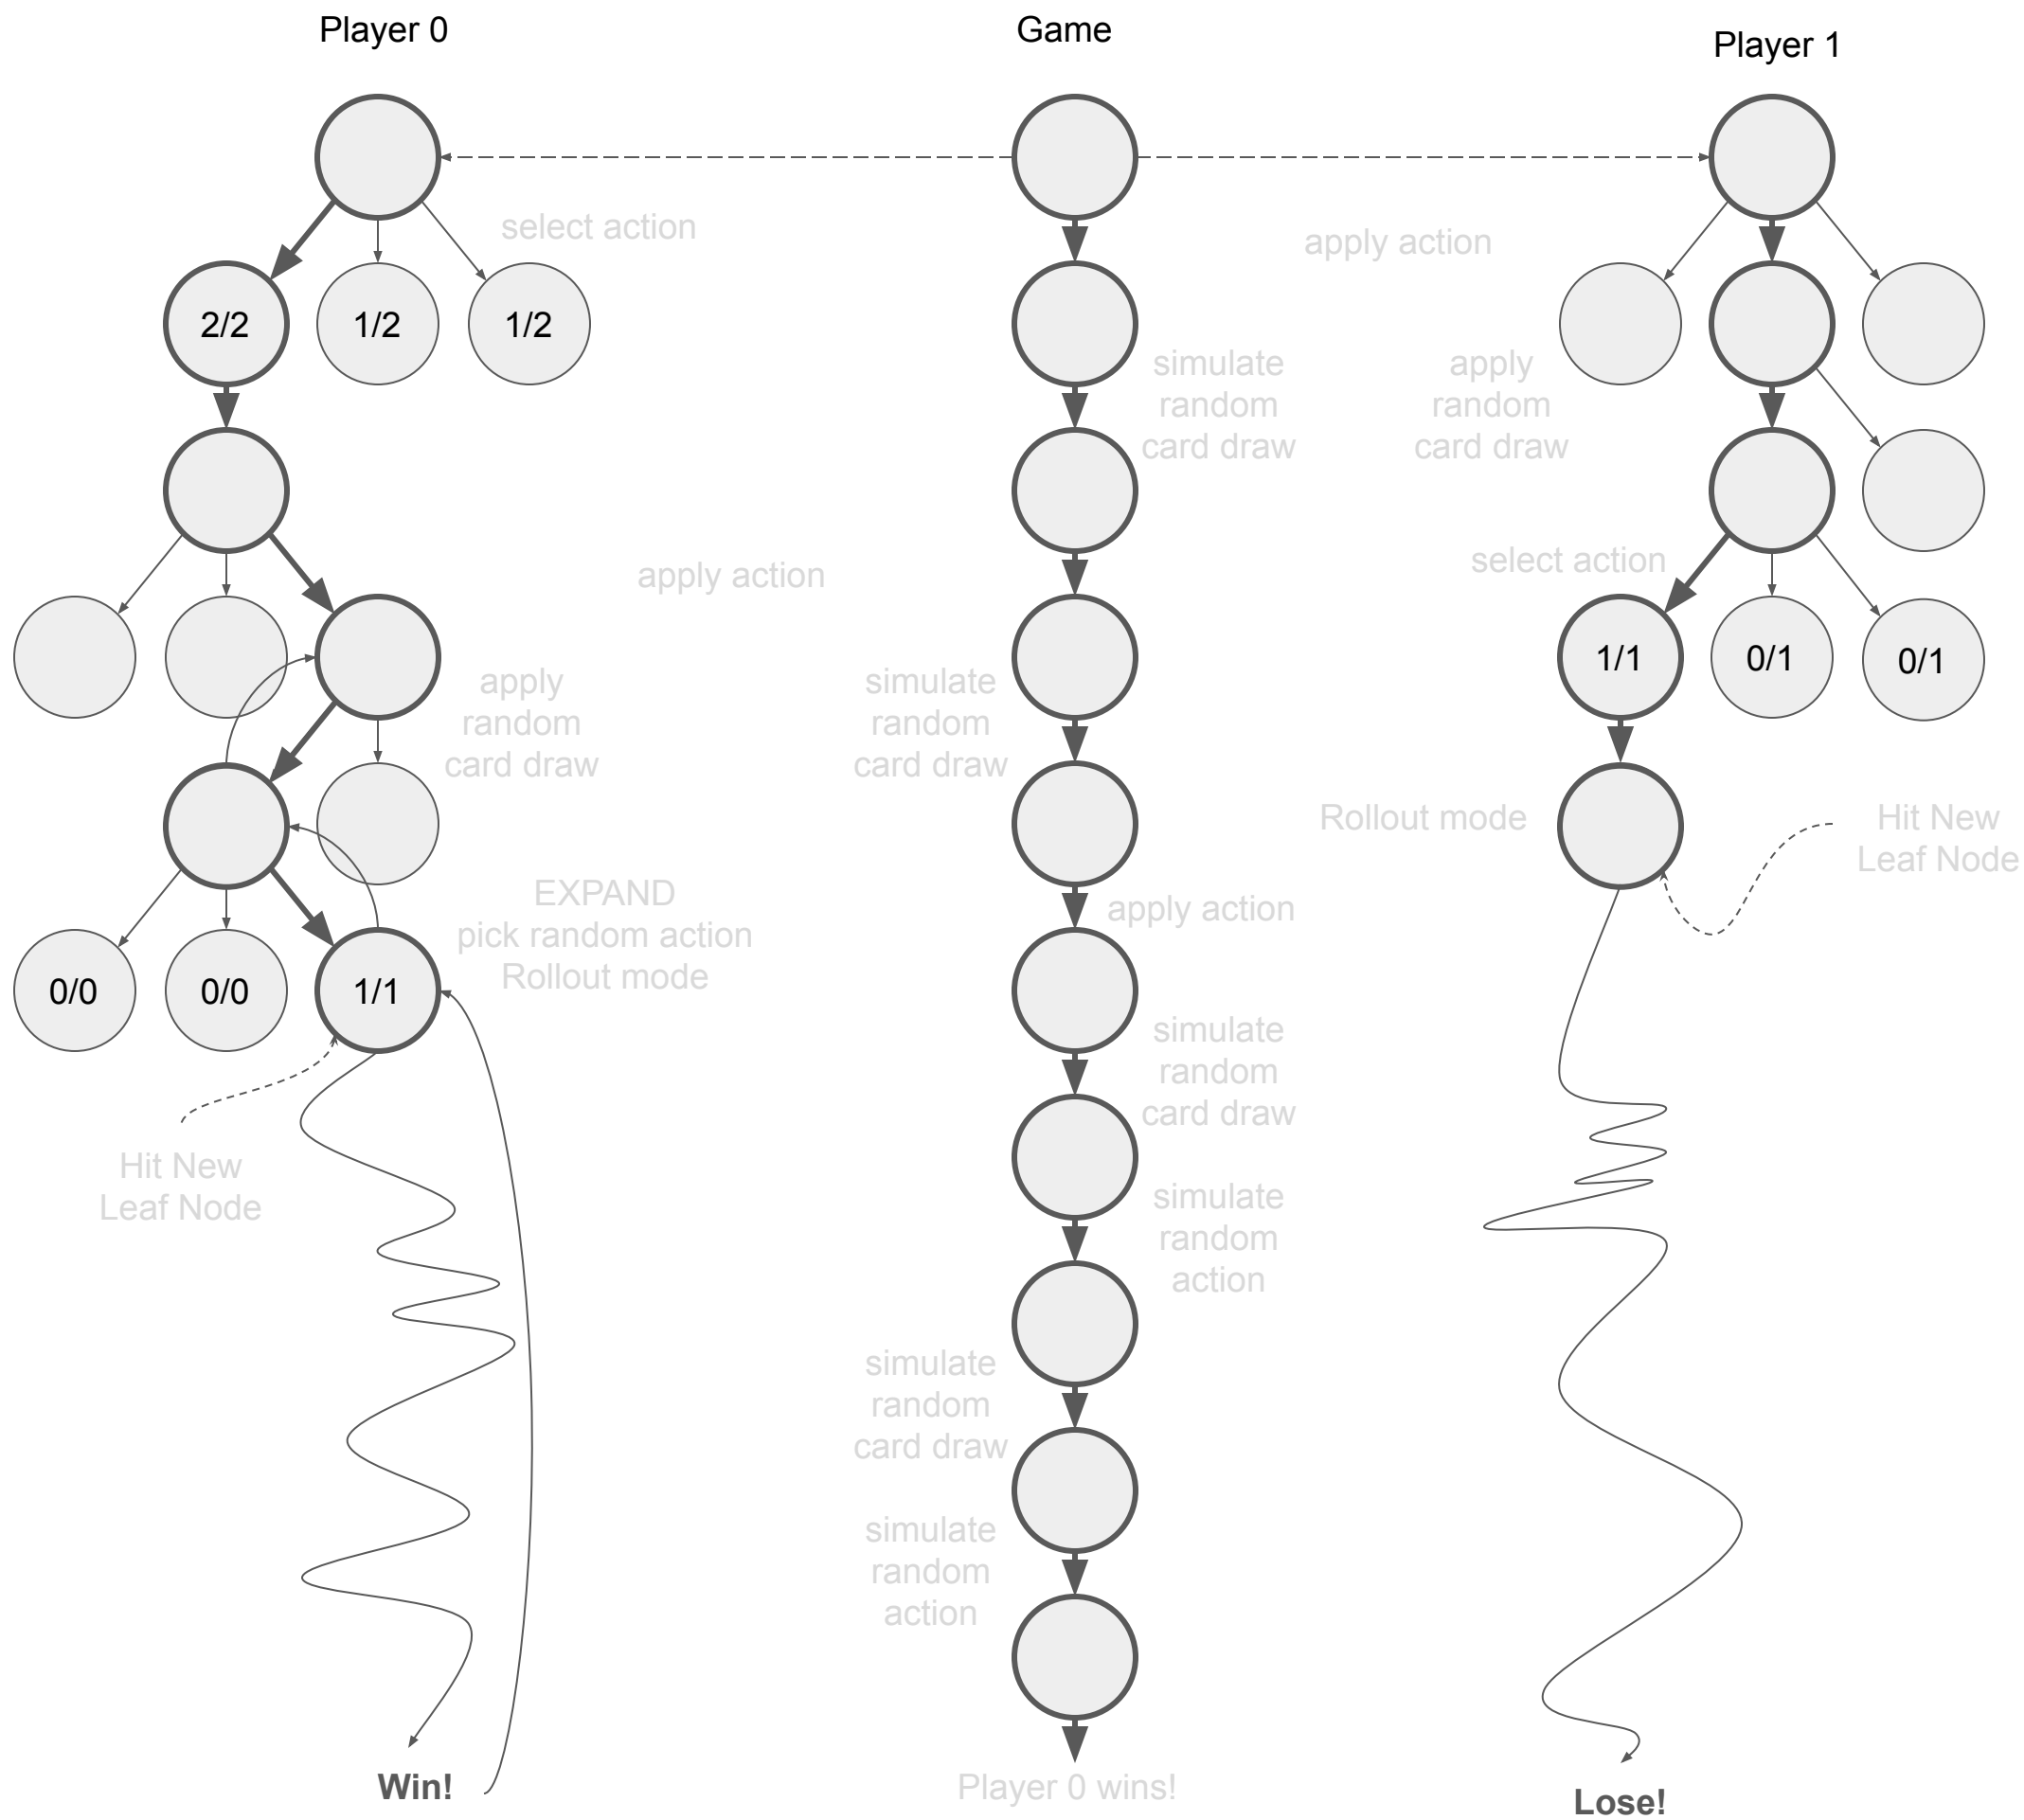 Player 0
Game
Player 1
select action
apply action
2/2
1/2
1/2
simulate
random
card draw
apply
random
card draw
apply action
select action
1/1
0/1
0/1
apply
random
card draw
simulate
random
card draw
Rollout mode
Hit New
Leaf Node
EXPAND
pick random action
Rollout mode
apply action
0/0
0/0
1/1
simulate
random
card draw
Hit New
Leaf Node
simulate
random
action
simulate
random
card draw
simulate
random
action
Win!
Player 0 wins!
Lose!